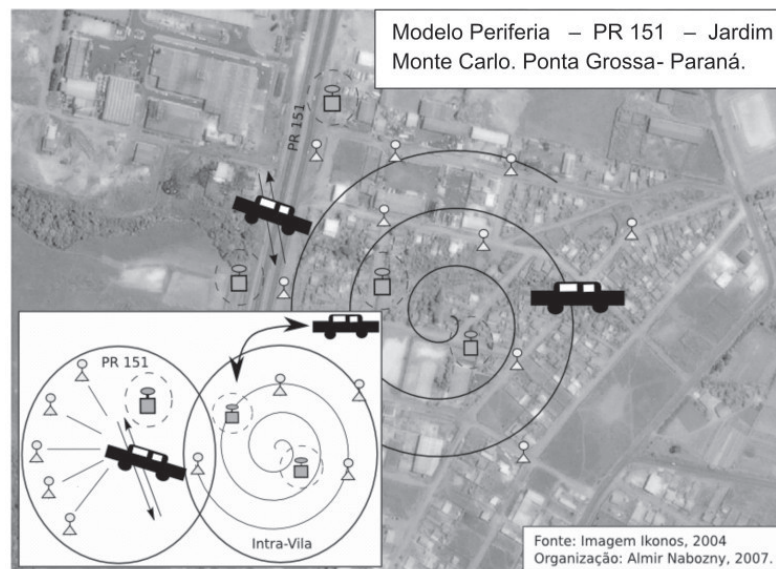 Modelo Periferia – PR 151 – Jardim
Monte Carlo. Ponta Grossa- Paraná.
PR 151
PR 151
Intra-Vila
Fonte: Imagem Ikonos, 2004
Organização: Almir Nabozny, 2007.